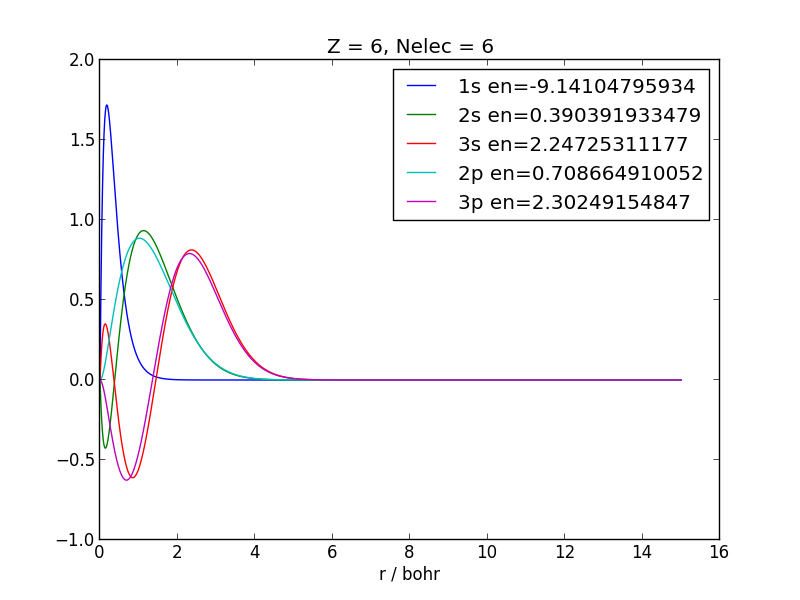 Z = 6, Nelec = 6
2.0
1.5
1.0
0.5
0.0
−0.5
−1.0
1s en=-9.14104795934
2s en=0.390391933479
3s en=2.24725311177
2p en=0.708664910052
3p en=2.30249154847
0 2 4 6 8 10 12 14 16
r / bohr